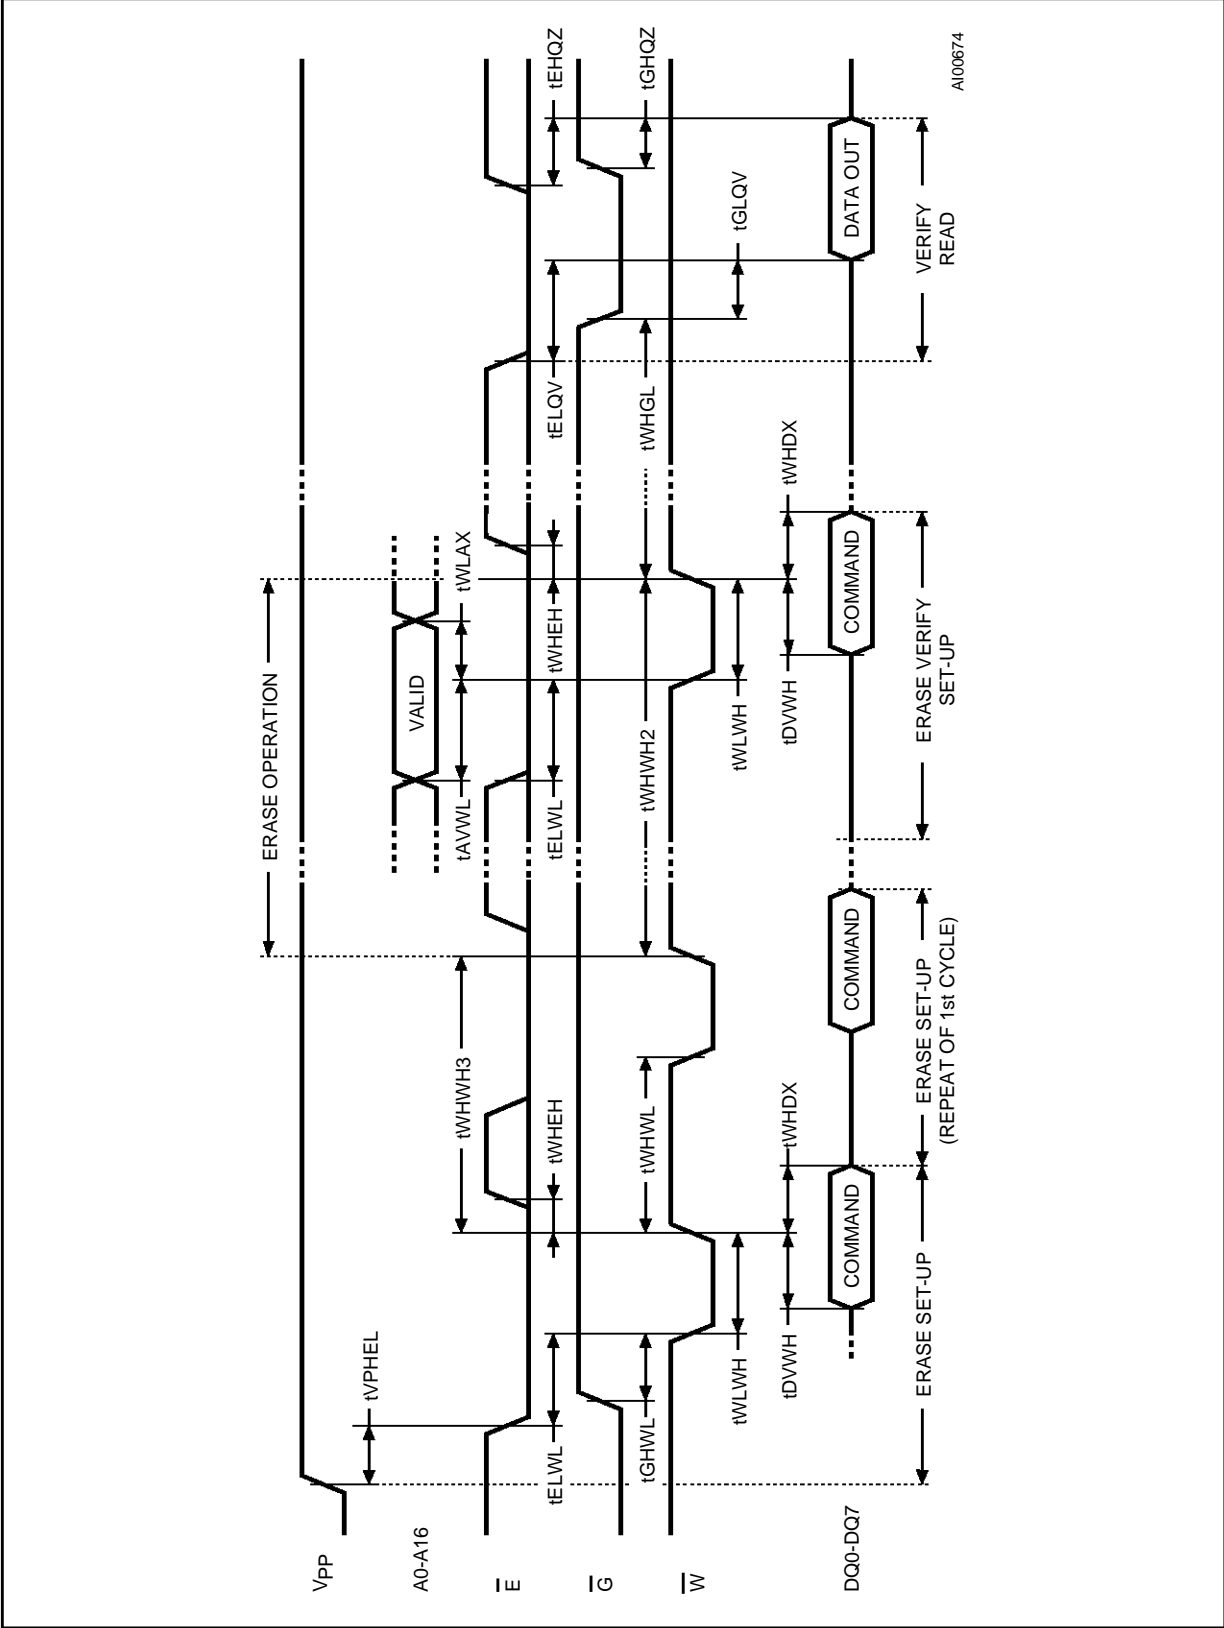 ERASE OPERATION
VPP
tVPHEL
A0-A16
VALID
tWHWH3
tAVWL
tWLAX
E
tELWL
tWHEH
tELWL
tWHEH
tELQV
tEHQZ
G
tGHWL
tWHWL
tWHWH2
tWHGL
tGHQZ
W
tWLWH
tWLWH
tGLQV
tDVWH
tWHDX
tDVWH
tWHDX
DQ0-DQ7
COMMAND
COMMAND
COMMAND
DATA OUT
ERASE SET-UP
ERASE SET-UP
(REPEAT OF 1st CYCLE)
ERASE VERIFY
SET-UP
VERIFY
READ
AI00674